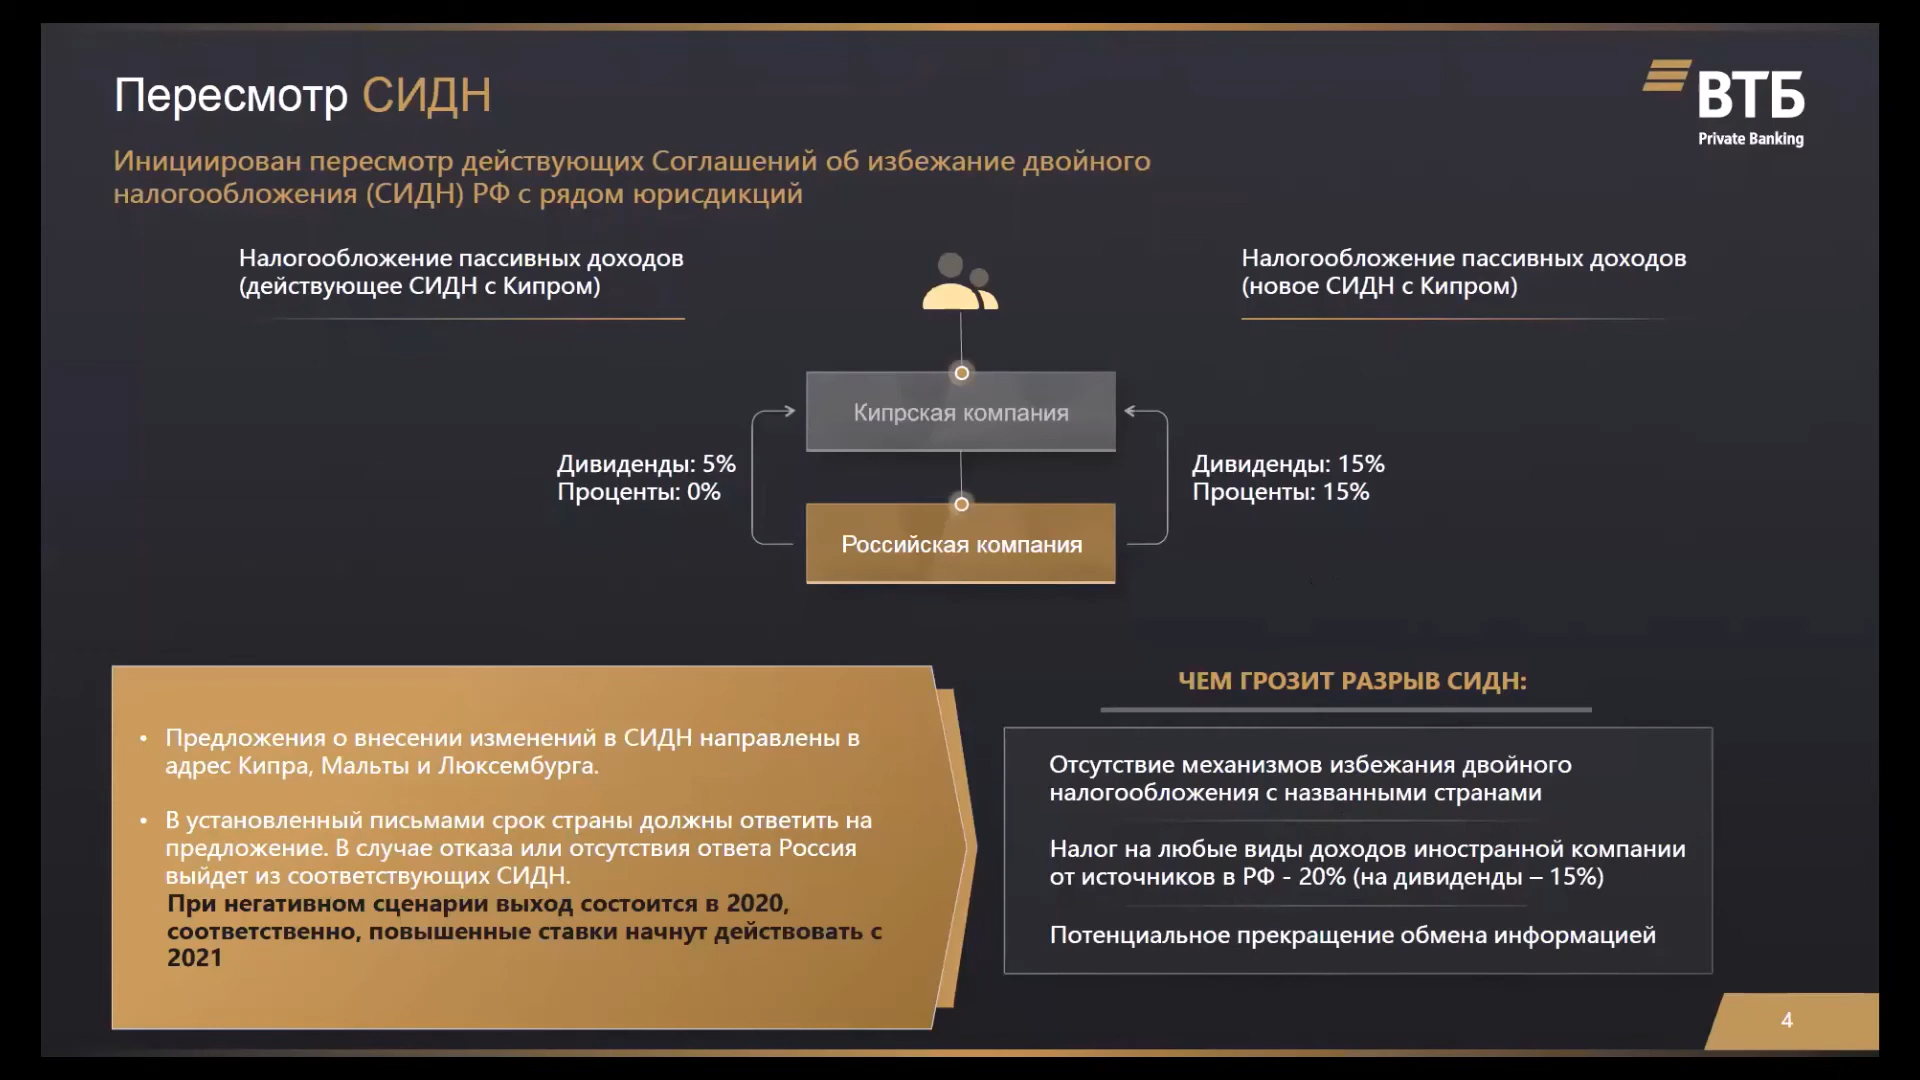 Пересмотр СИДН
ВТБ
Private Banking
Инициирован пересмотр действующих Соглашений об избежание двойного
налогообложения (СИДН) РФ с рядом юрисдикций
Налогообложение пассивных доходов
(действующее СИДН с Кипром)
Налогообложение пассивных доходов
(новое СИДН с Кипром)
Кипрская компания
Дивиденды: 5%
Проценты: 0%
Дивиденды: 15%
Проценты: 15%
Российская компания
• Предложения о внесении изменений в СИДН направлены в
адрес Кипра, Мальты и Люксембурга.
• В установленный письмами срок страны должны ответить на
предложение. В случае отказа или отсутствия ответа Россия
выйдет из соответствующих СИДН.
При негативном сценарии выход состоится в 2020,
соответственно, повышенные ставки начнут действовать с
2021
ЧЕМ ГРОЗИТ РАЗРЫВ СИДН:
Отсутствие механизмов избежания двойного
налогообложения с названными странами
Налог на любые виды доходов иностранной компании
от источников в РФ - 20% (на дивиденды – 15%)
Потенциальное прекращение обмена информацией
4